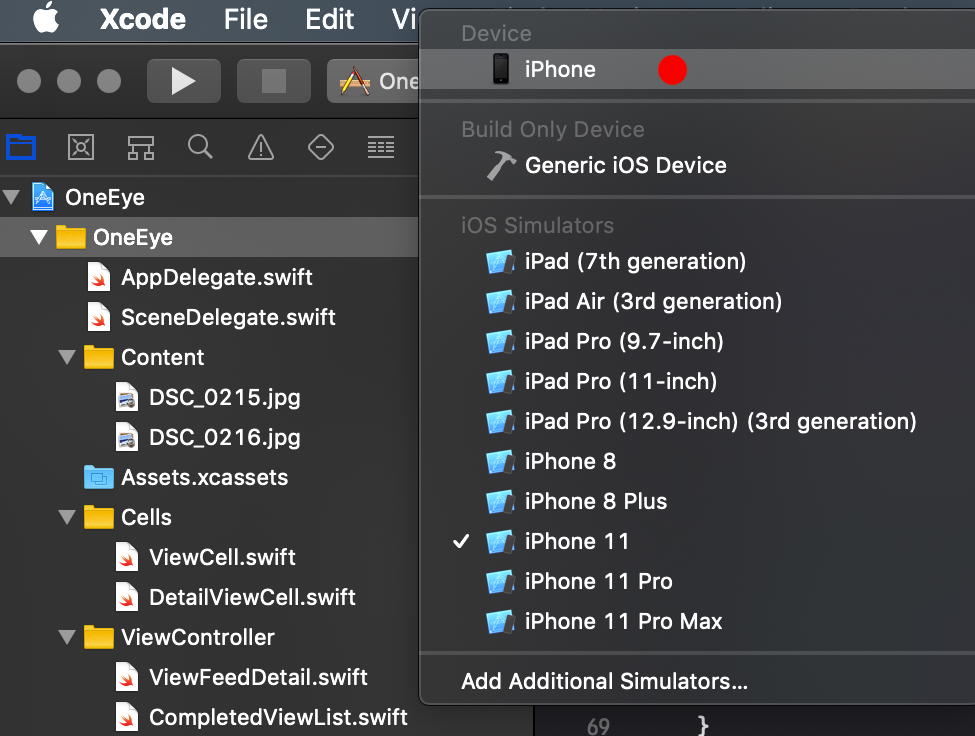 Xcode File Edit Vi
Device
iPhone
One
Build Only Device
Generic iOS Device
OneEye
iOS Simulators
OneEye
iPad (7th generation)
AppDelegate.swift
iPad Air (3rd generation)
SceneDelegate.swift
iPad Pro (9.7-inch)
Content
iPad Pro (11-inch)
DSC_0215.jpg
iPad Pro (12.9-inch) (3rd generation)
DSC_0216.jpg
iPhone 8
Assets.xcassets
iPhone 8 Plus
Cells
iPhone 11
ViewCell.swift
iPhone 11 Pro
DetailViewCell.swift
iPhone 11 Pro Max
ViewController
ViewFeedDetail.swift
Add Additional Simulators...
CompletedViewList.swift
69 }